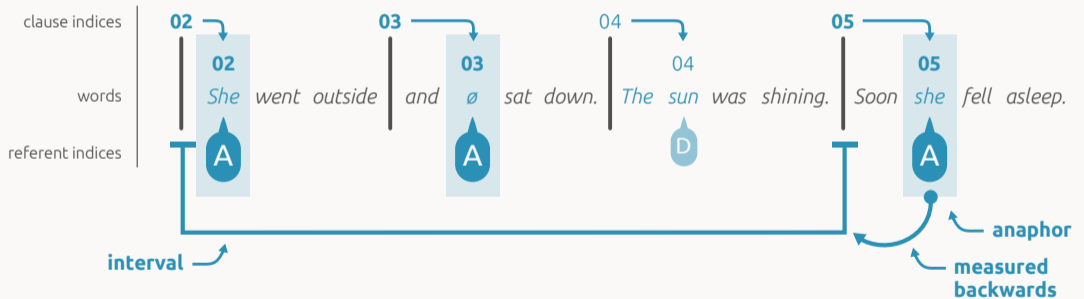 clause indices 02 03 04 05
02 03 04 05
words She went outside and ø sat down. The sun was shining. Soon she fell asleep.
referent indices A A D A
anaphor
interval
measured
backwards